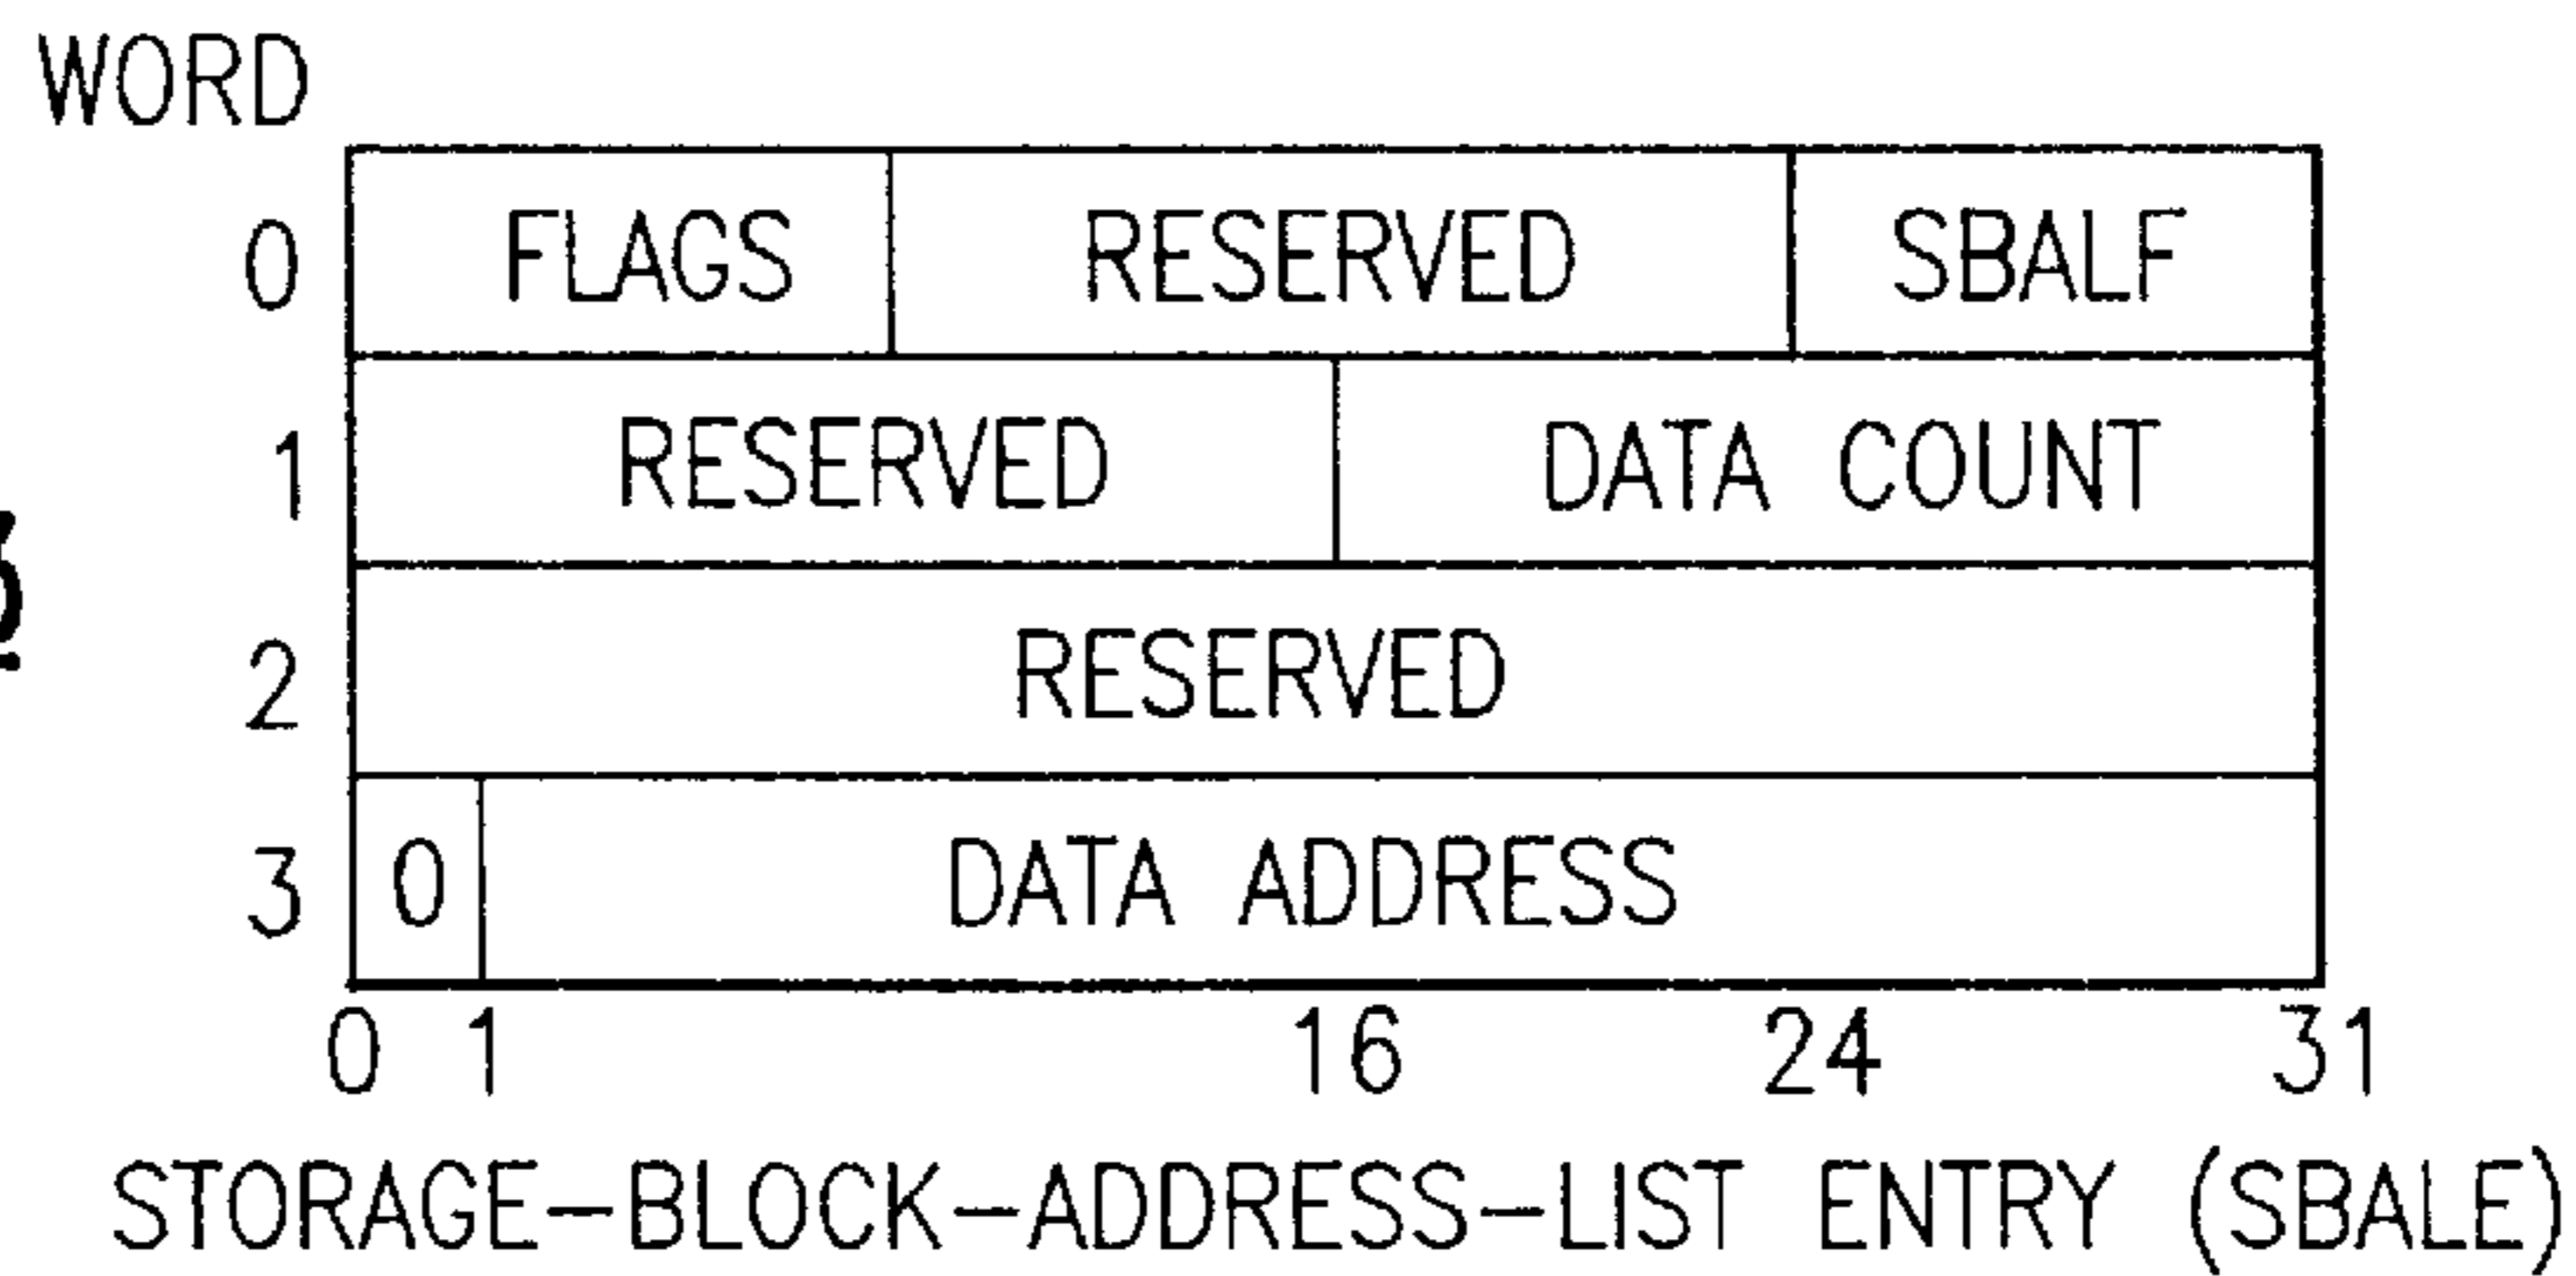 WORD
0 FLAGS RESERVED SBALF
1 RESERVED DATA COUNT
2 RESERVED
3 0 DATA ADDRESS
0 1 16 24 31
STORAGE-BLOCK-ADDRESS-LIST ENTRY (SBALE)